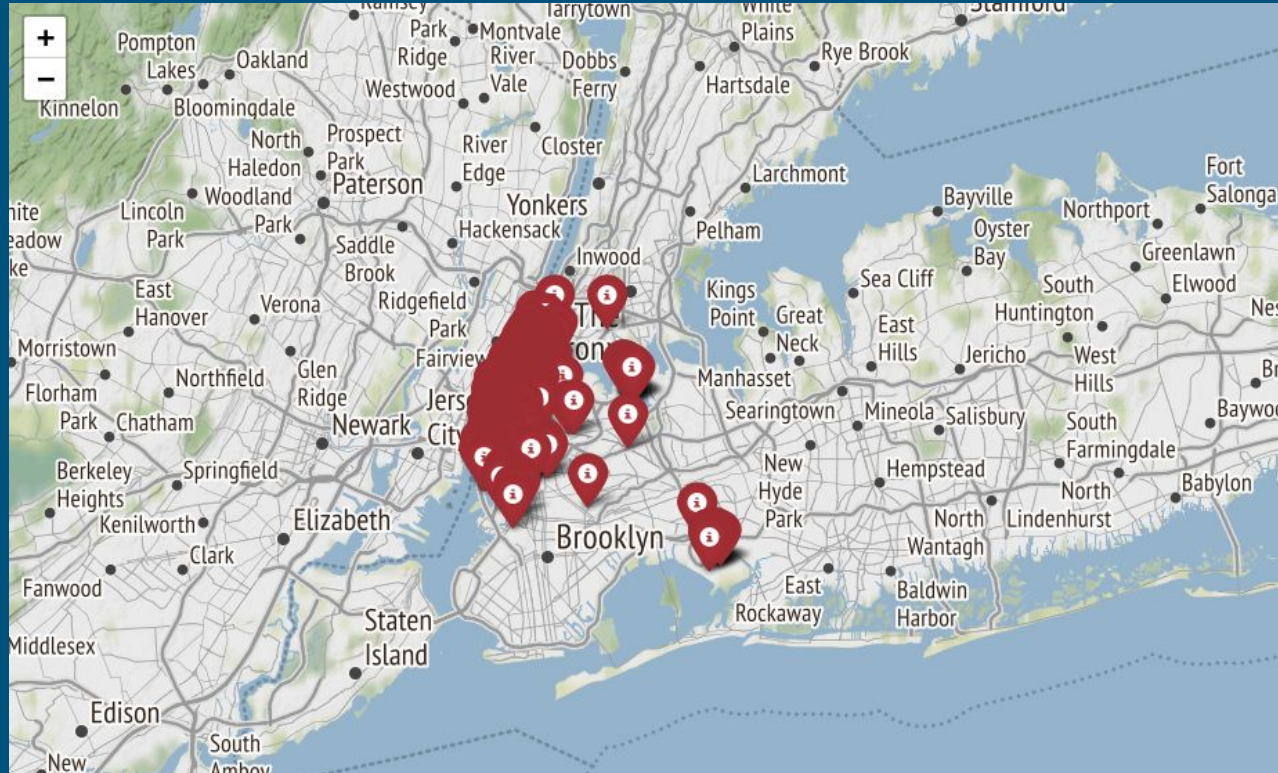 +
−
Ramsey
Tarrytown
White
Plains
Stamford
Pompton
Lakes
Oakland
Park
Ridge
Montvale
River
Vale
Dobbs
Ferry
Rye Brook
Kinnelon
Bloomingdale
Westwood
Hartsdale
North
Haledon
Prospect
Park
River
Edge
Closter
Larchmont
Fort
Salonga
Woodland
Park
Paterson
Yonkers
Bayville
Northport
Lincoln
Park
Hackensack
Pelham
Oyster
Bay
Greenlawn
Saddle
Brook
Inwood
Sea Cliff
Elwood
East
Hanover
Verona
Ridgefield
Park
Kings
Point
Great
Neck
South
Huntington
The
East
Hills
Morristown
Northfield
Glen
Ridge
Fairview
Manhasset
Jericho
West
Hills
Florham
Park
Chatham
Newark
City
Searingtown
Mineola
Salisbury
South
Farmingdale
Berkeley
Heights
Springfield
New
Hyde
Park
Hempstead
Babylon
Kenilworth
Elizabeth
North
Lindenhurst
Clark
Brooklyn
North
Wantagh
Fanwood
East
Rockaway
Baldwin
Harbor
Middlesex
Staten
Island
Edison
South
Amboy
New